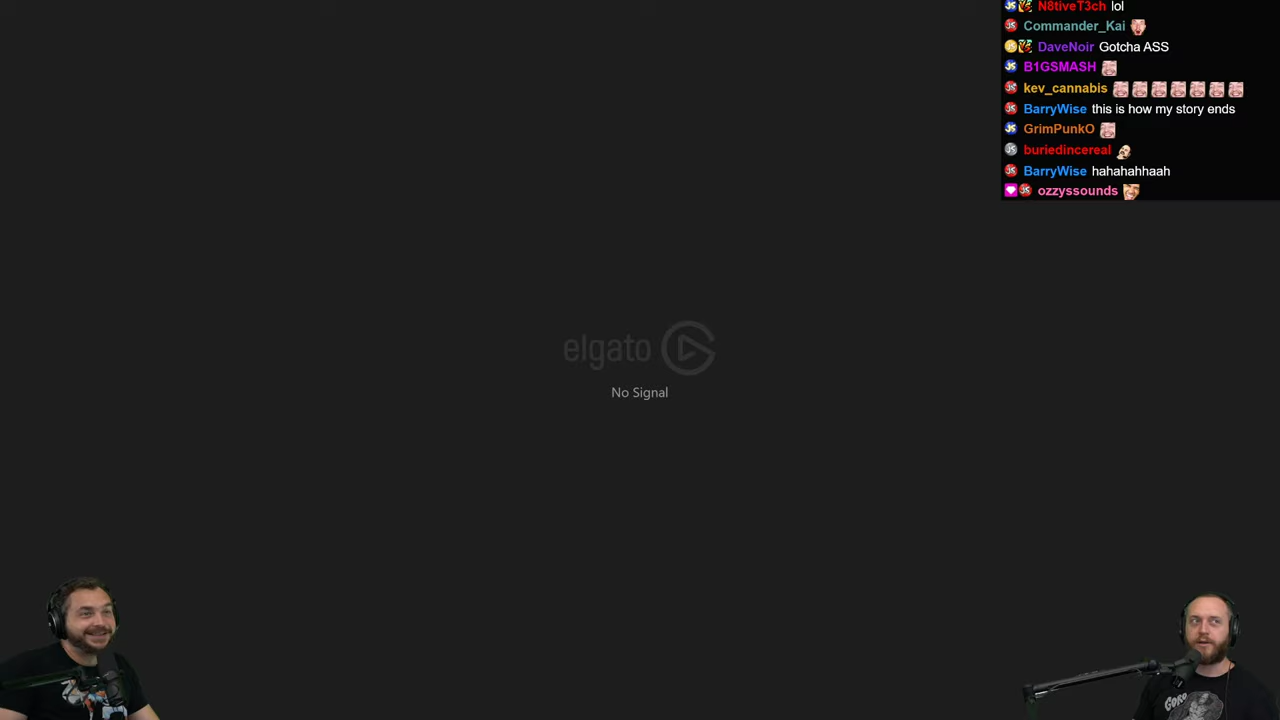 N8tiveT3ch lol
Commander_Kai
DaveNoir Gotcha ASS
B1GSMASH
kev_cannabis
BarryWise this is how my story ends
GrimPunkO
buriedincereal
BarryWise hahahahhaah
ozzyssounds
elgato
No Signal
GORO